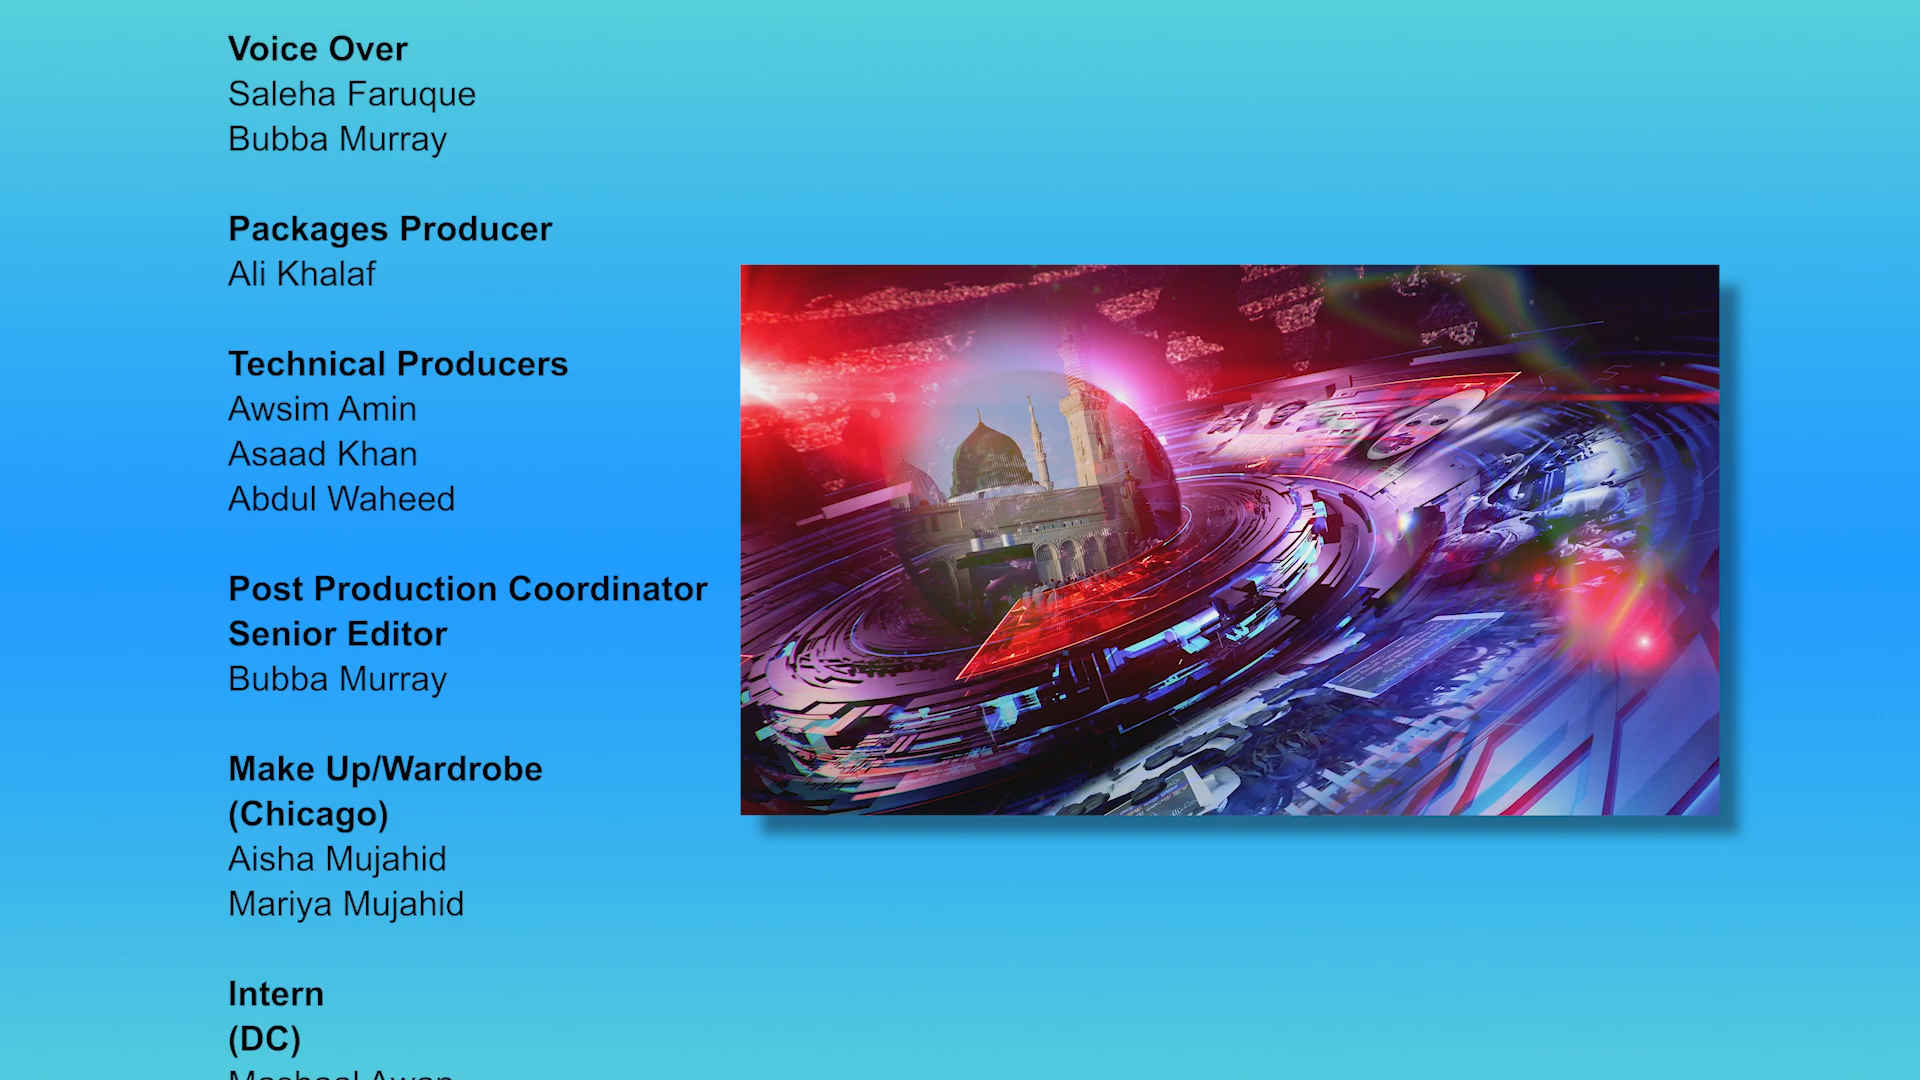 Voice Over
Saleha Faruque
Bubba Murray
Packages Producer
Ali Khalaf
Technical Producers
Awsim Amin
Asaad Khan
Abdul Waheed
Post Production Coordinator
Senior Editor
Bubba Murray
Make Up/Wardrobe
(Chicago)
Aisha Mujahid
Mariya Mujahid
Intern
(DC)